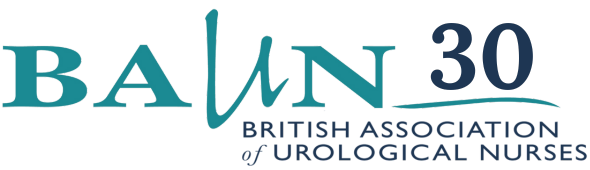 BAUN 30
BRITISH ASSOCIATION
of UROLOGICAL NURSES